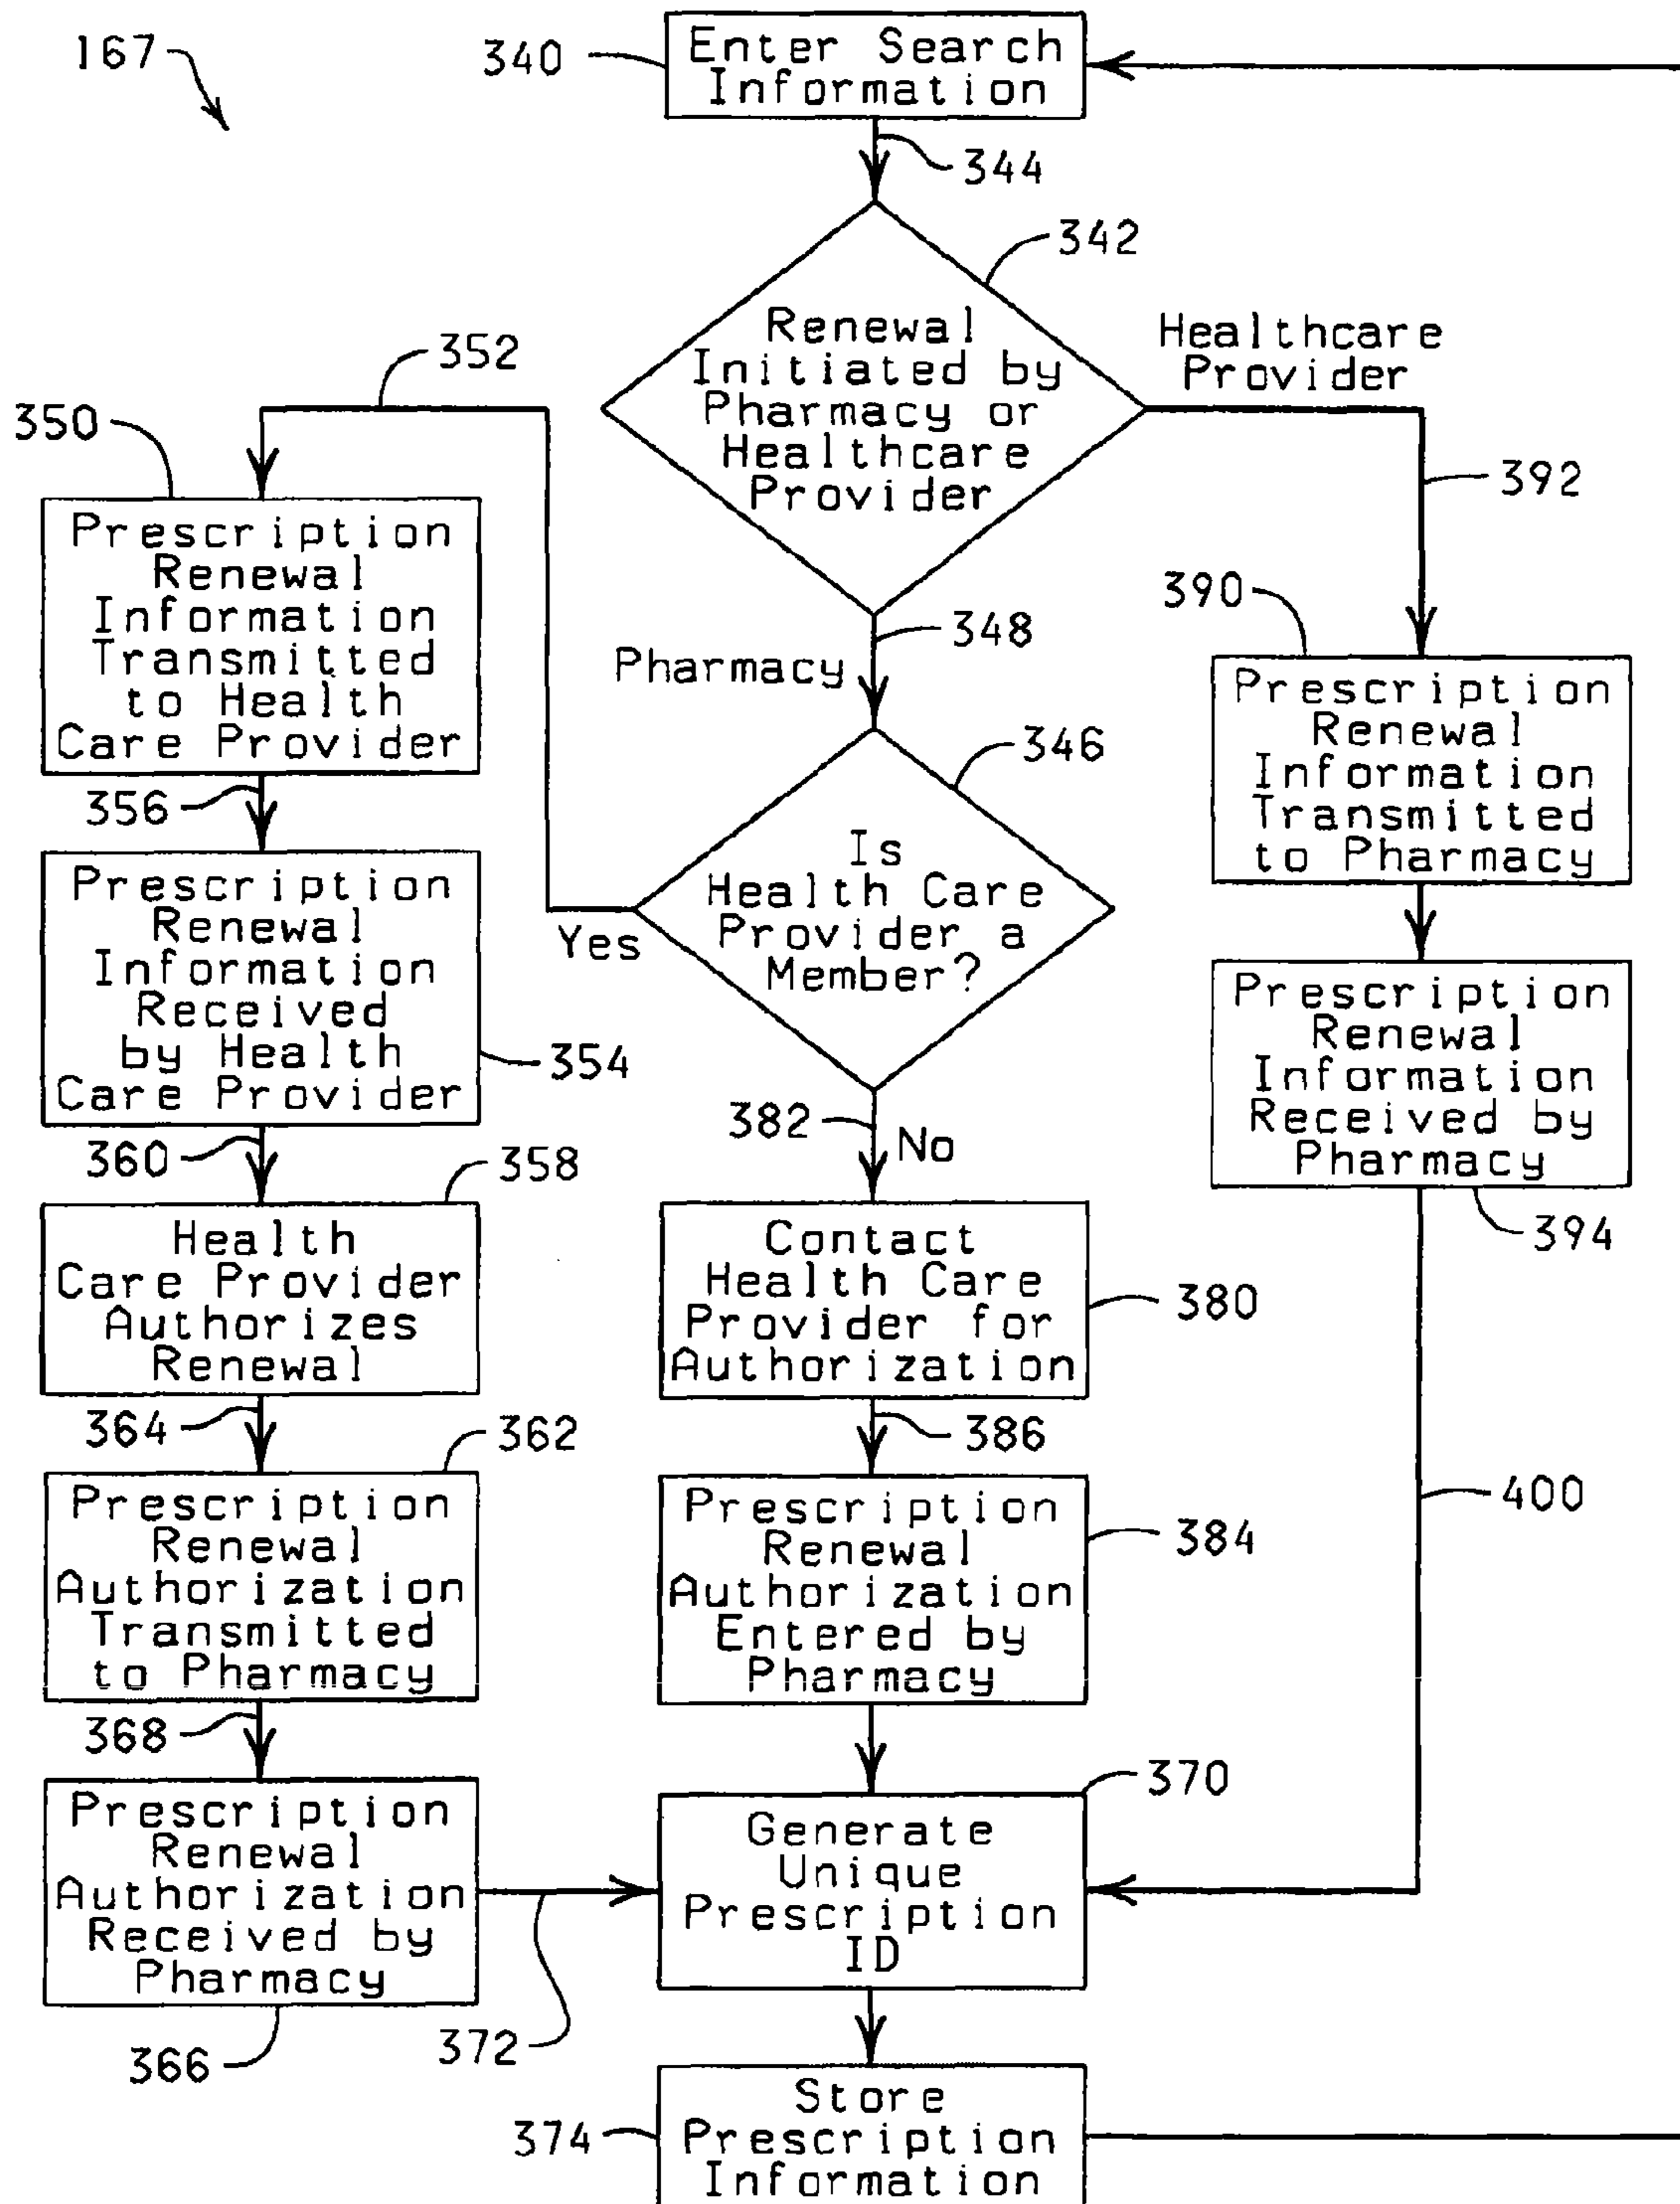 167
340
Enter Search
Information
344
342
Renewal
Initiated by
Pharmacy or
Healthcare
Provider
Healthcare
Provider
352
350
392
Prescription
Renewal
Information
Transmitted
to Health
Care Provider
348
Pharmacy
390
Prescription
Renewal
Information
Transmitted
to Pharmacy
346
356
Is
Health Care
Provider a
Member?
Yes
Prescription
Renewal
Information
Received
by Health
Care Provider
354
Prescription
Renewal
Information
Received by
Pharmacy
394
382
No
360
358
Health
Care Provider
Authorizes
Renewal
Contact
Health Care
Provider for
Authorization
380
364
362
386
400
Prescription
Renewal
Authorization
Transmitted
to Pharmacy
Prescription
Renewal
Authorization
Entered by
Pharmacy
384
368
370
Prescription
Renewal
Authorization
Received by
Pharmacy
366
372
Generate
Unique
Prescription
ID
374
Store
Prescription
Information